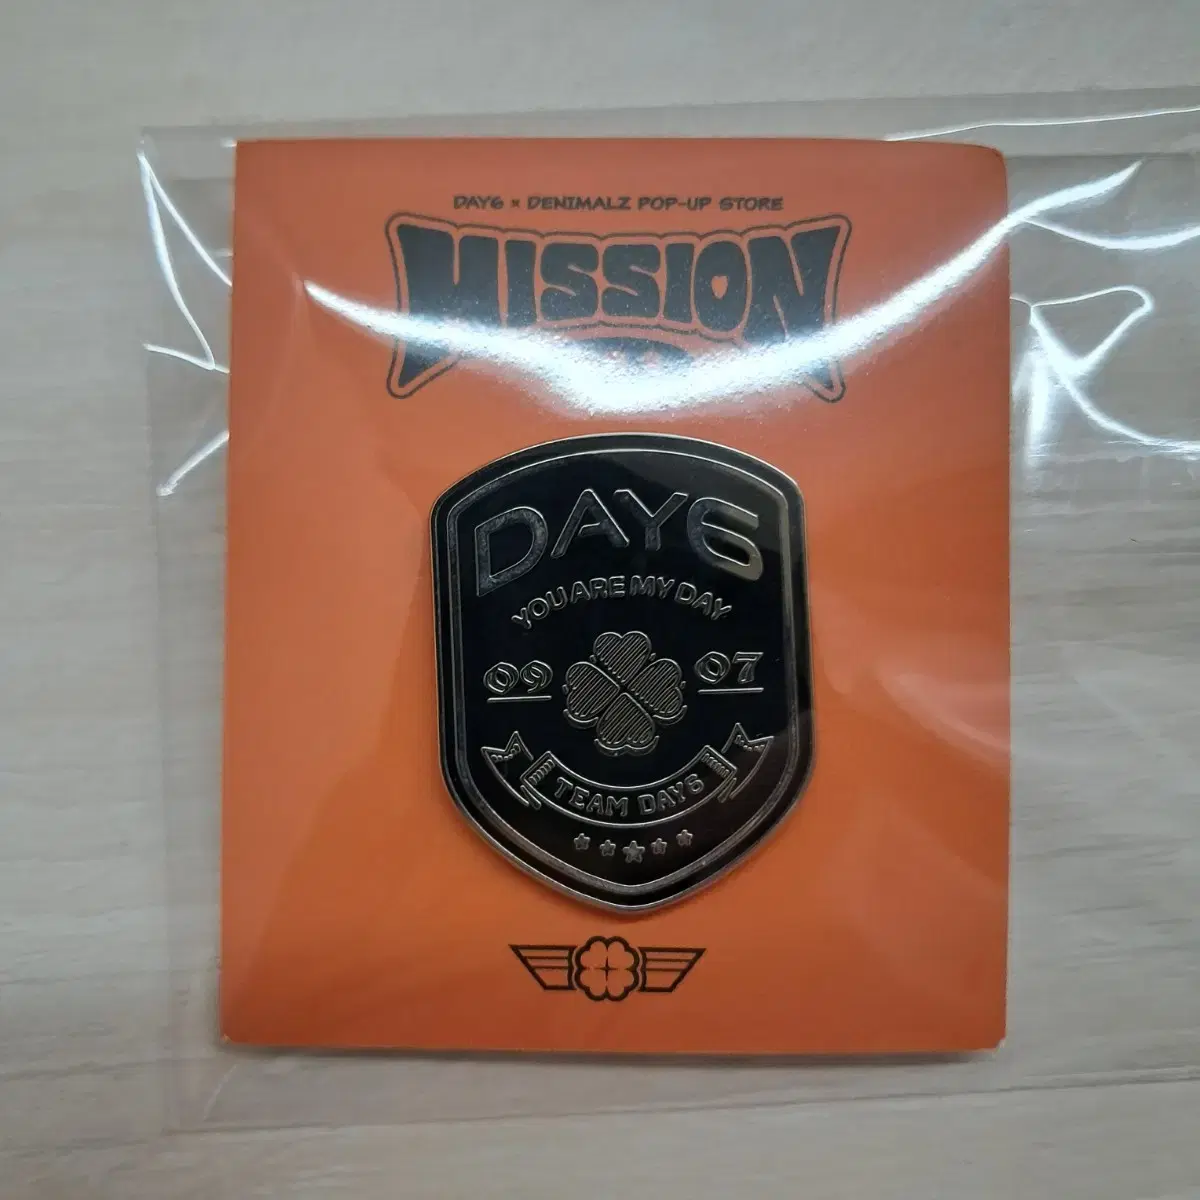 DAY6 × DENIMALZ POP-UP STORE
MISSION
DAY6
YOU ARE MY DAY
09 07
TEAM DAY6